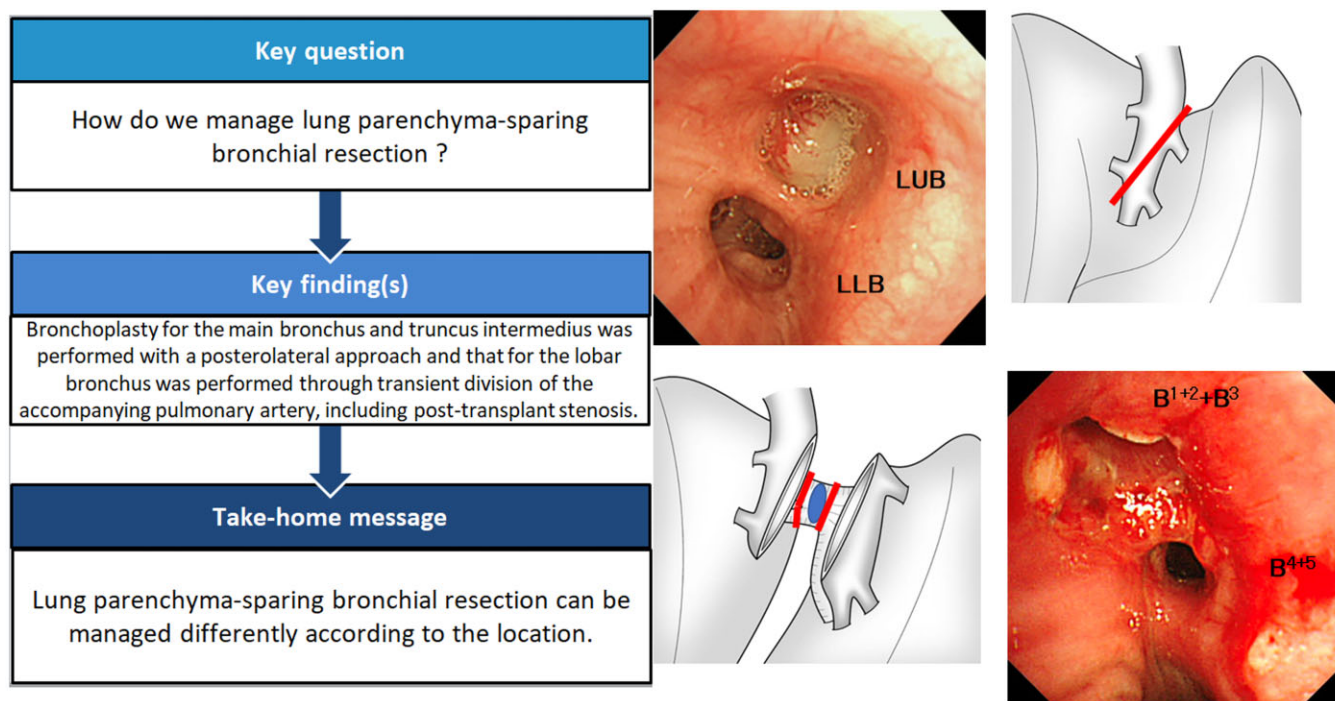 Key question
How do we manage lung parenchyma-sparing
bronchial resection ?
Key finding(s)
Bronchoplasty for the main bronchus and truncus intermedius was
performed with a posterolateral approach and that for the lobar
bronchus was performed through transient division of the
accompanying pulmonary artery, including post-transplant stenosis.
Take-home message
Lung parenchyma-sparing bronchial resection can be
managed differently according to the location.
LUB
LLB
B¹⁺²+B³
B⁴⁺⁵